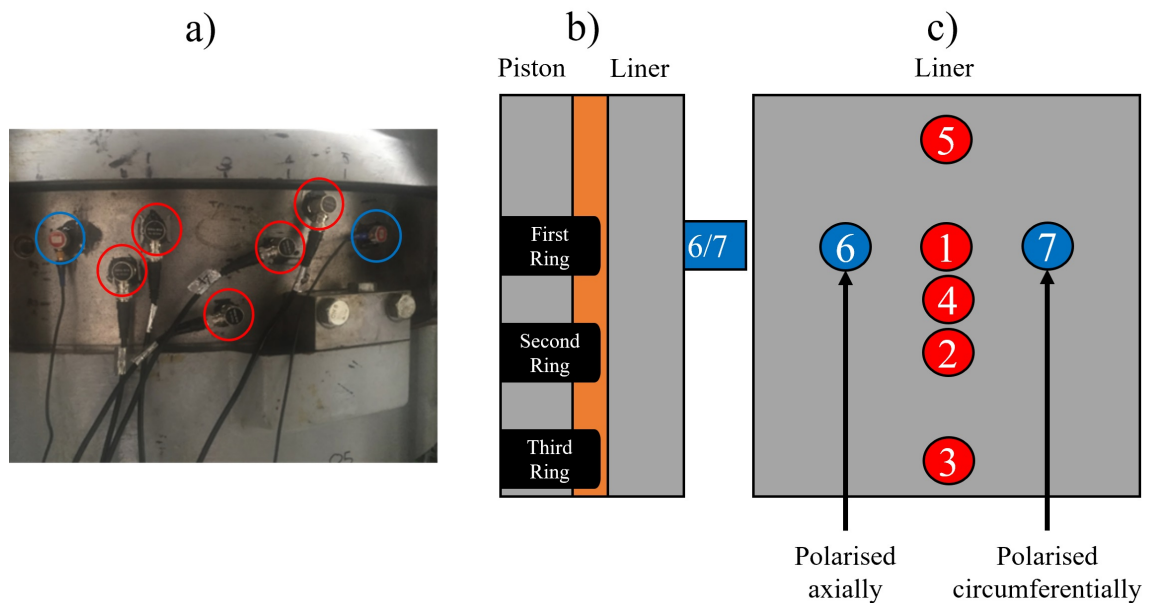 a)
b)
c)
Piston
Liner
Liner
First
Ring
Second
Ring
Third
Ring
6/7
5
6
1
7
4
2
3
Polarised
axially
Polarised
circumferentially